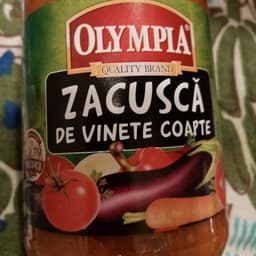 OLYMPIA®
QUALITY BRAND
ZACUSCĂ
DE VINETE COAPTE